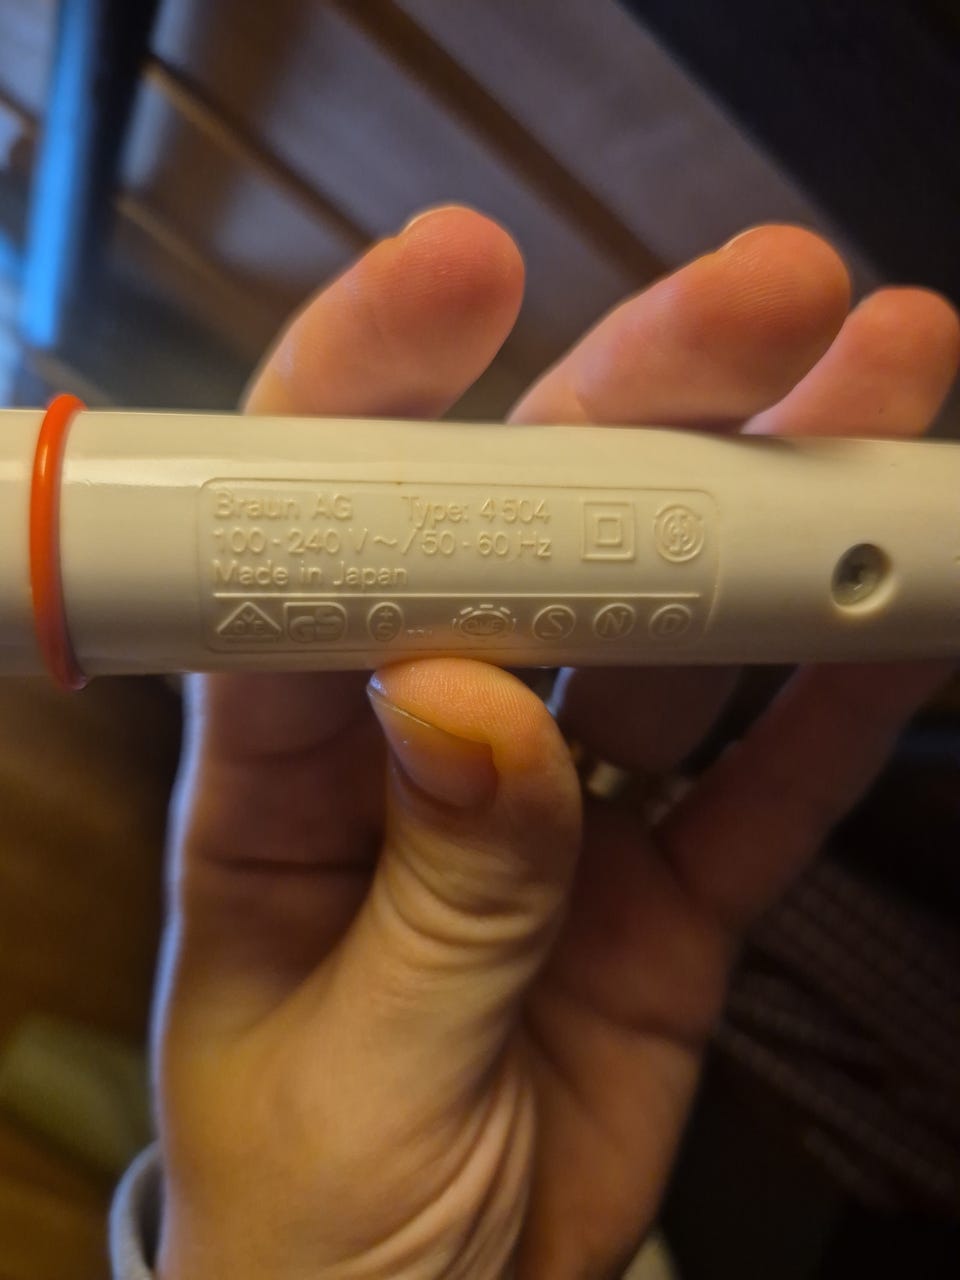 Braun AG Type: 4504
100-240 V~/50-60 Hz
Made in Japan
S N D